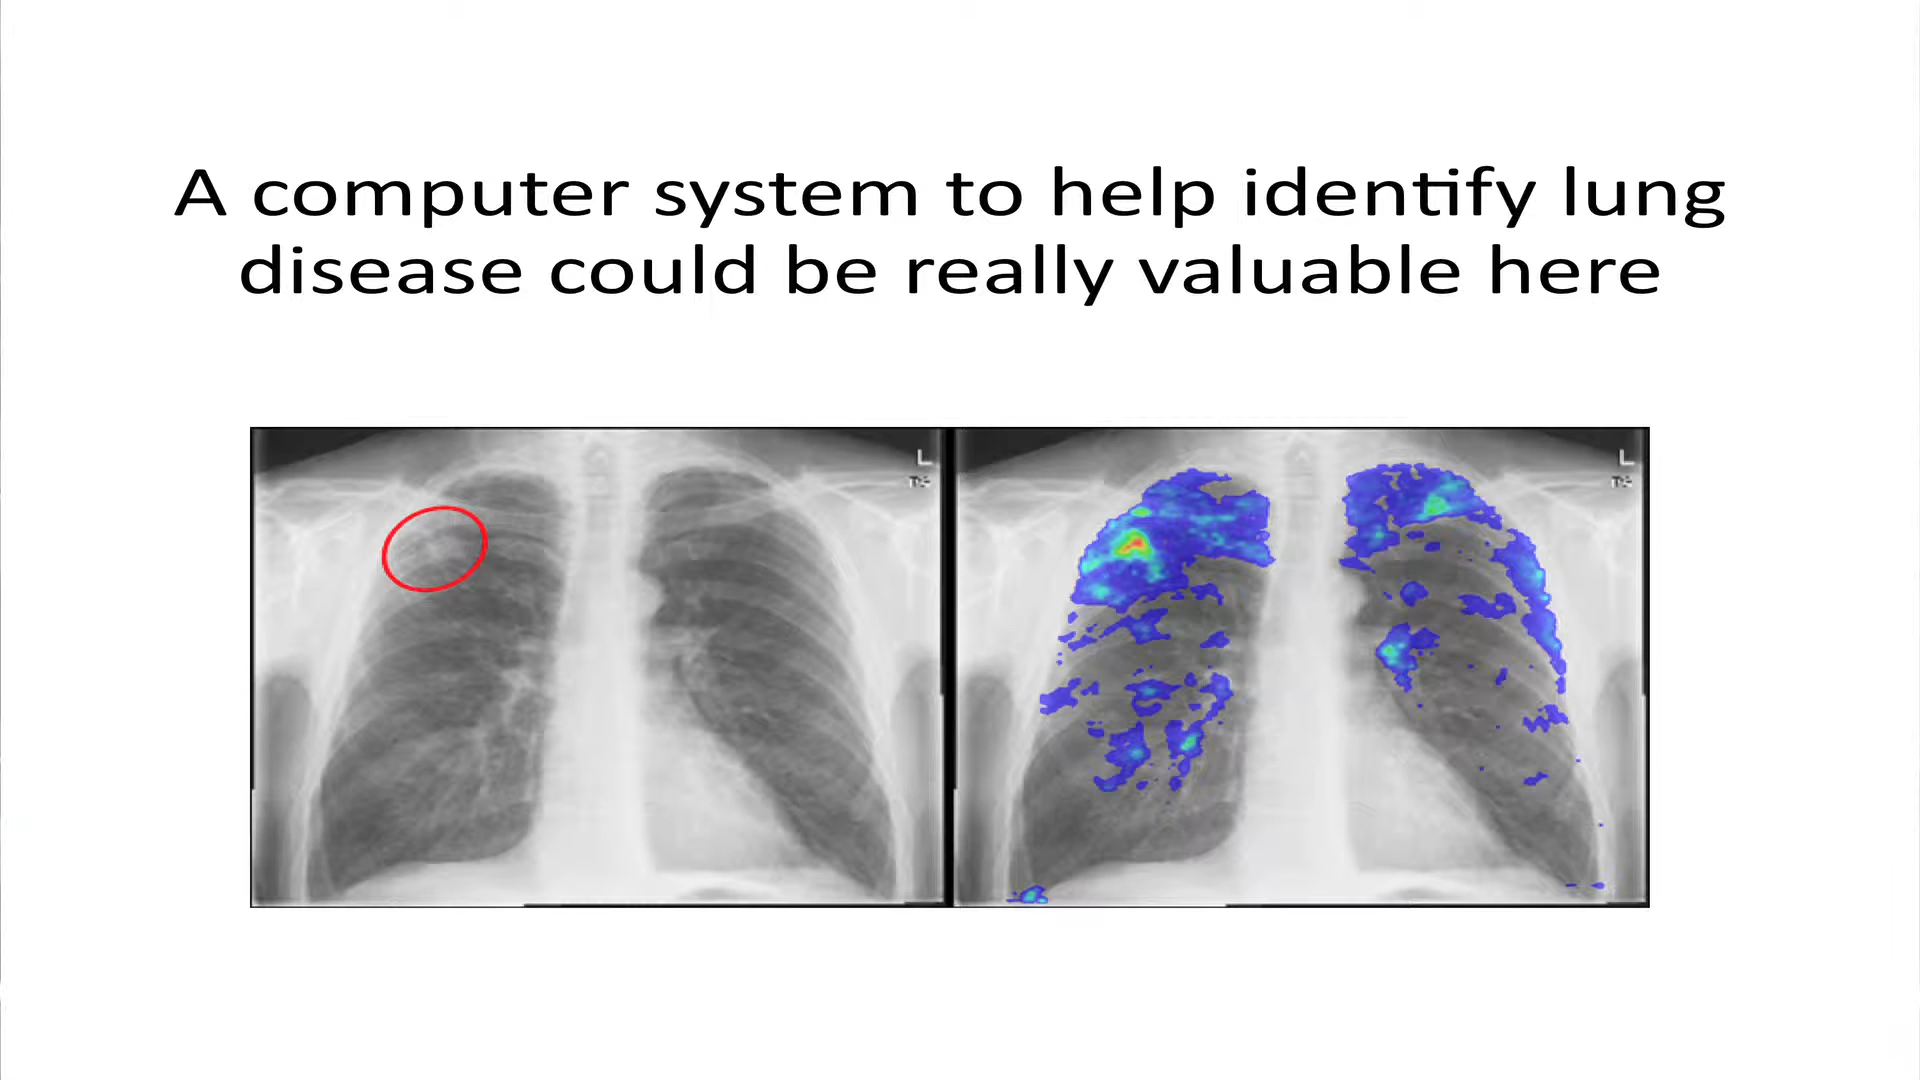 A computer system to help identify lung
disease could be really valuable here
L
L